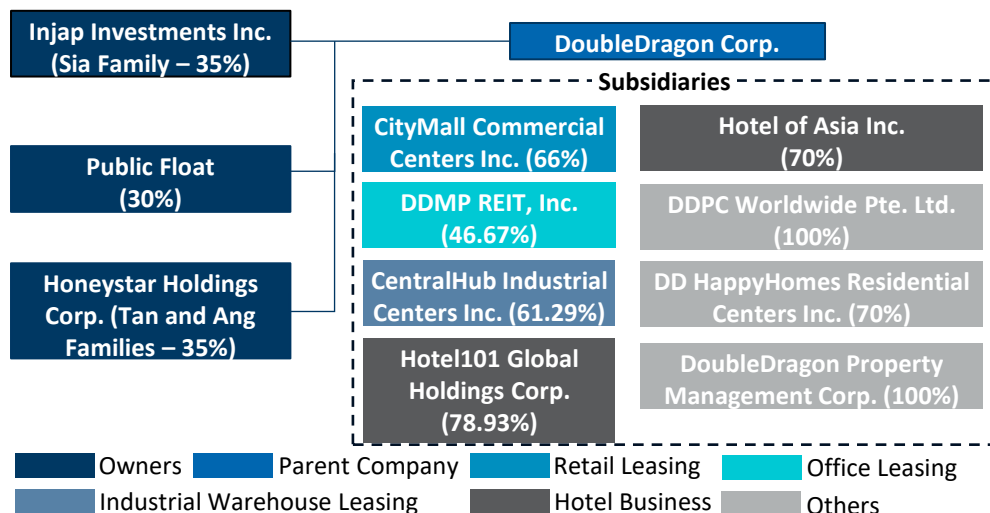 Injap Investments Inc.
(Sia Family – 35%)
DoubleDragon Corp.
Public Float
(30%)
Honeystar Holdings
Corp. (Tan and Ang
Families – 35%)
Subsidiaries
CityMall Commercial
Centers Inc. (66%)
Hotel of Asia Inc.
(70%)
DDMP REIT, Inc.
(46.67%)
DDPC Worldwide Pte. Ltd.
(100%)
CentralHub Industrial
Centers Inc. (61.29%)
DD HappyHomes Residential
Centers Inc. (70%)
Hotel101 Global
Holdings Corp.
(78.93%)
DoubleDragon Property
Management Corp. (100%)
Owners
Parent Company
Retail Leasing
Office Leasing
Industrial Warehouse Leasing
Hotel Business
Others